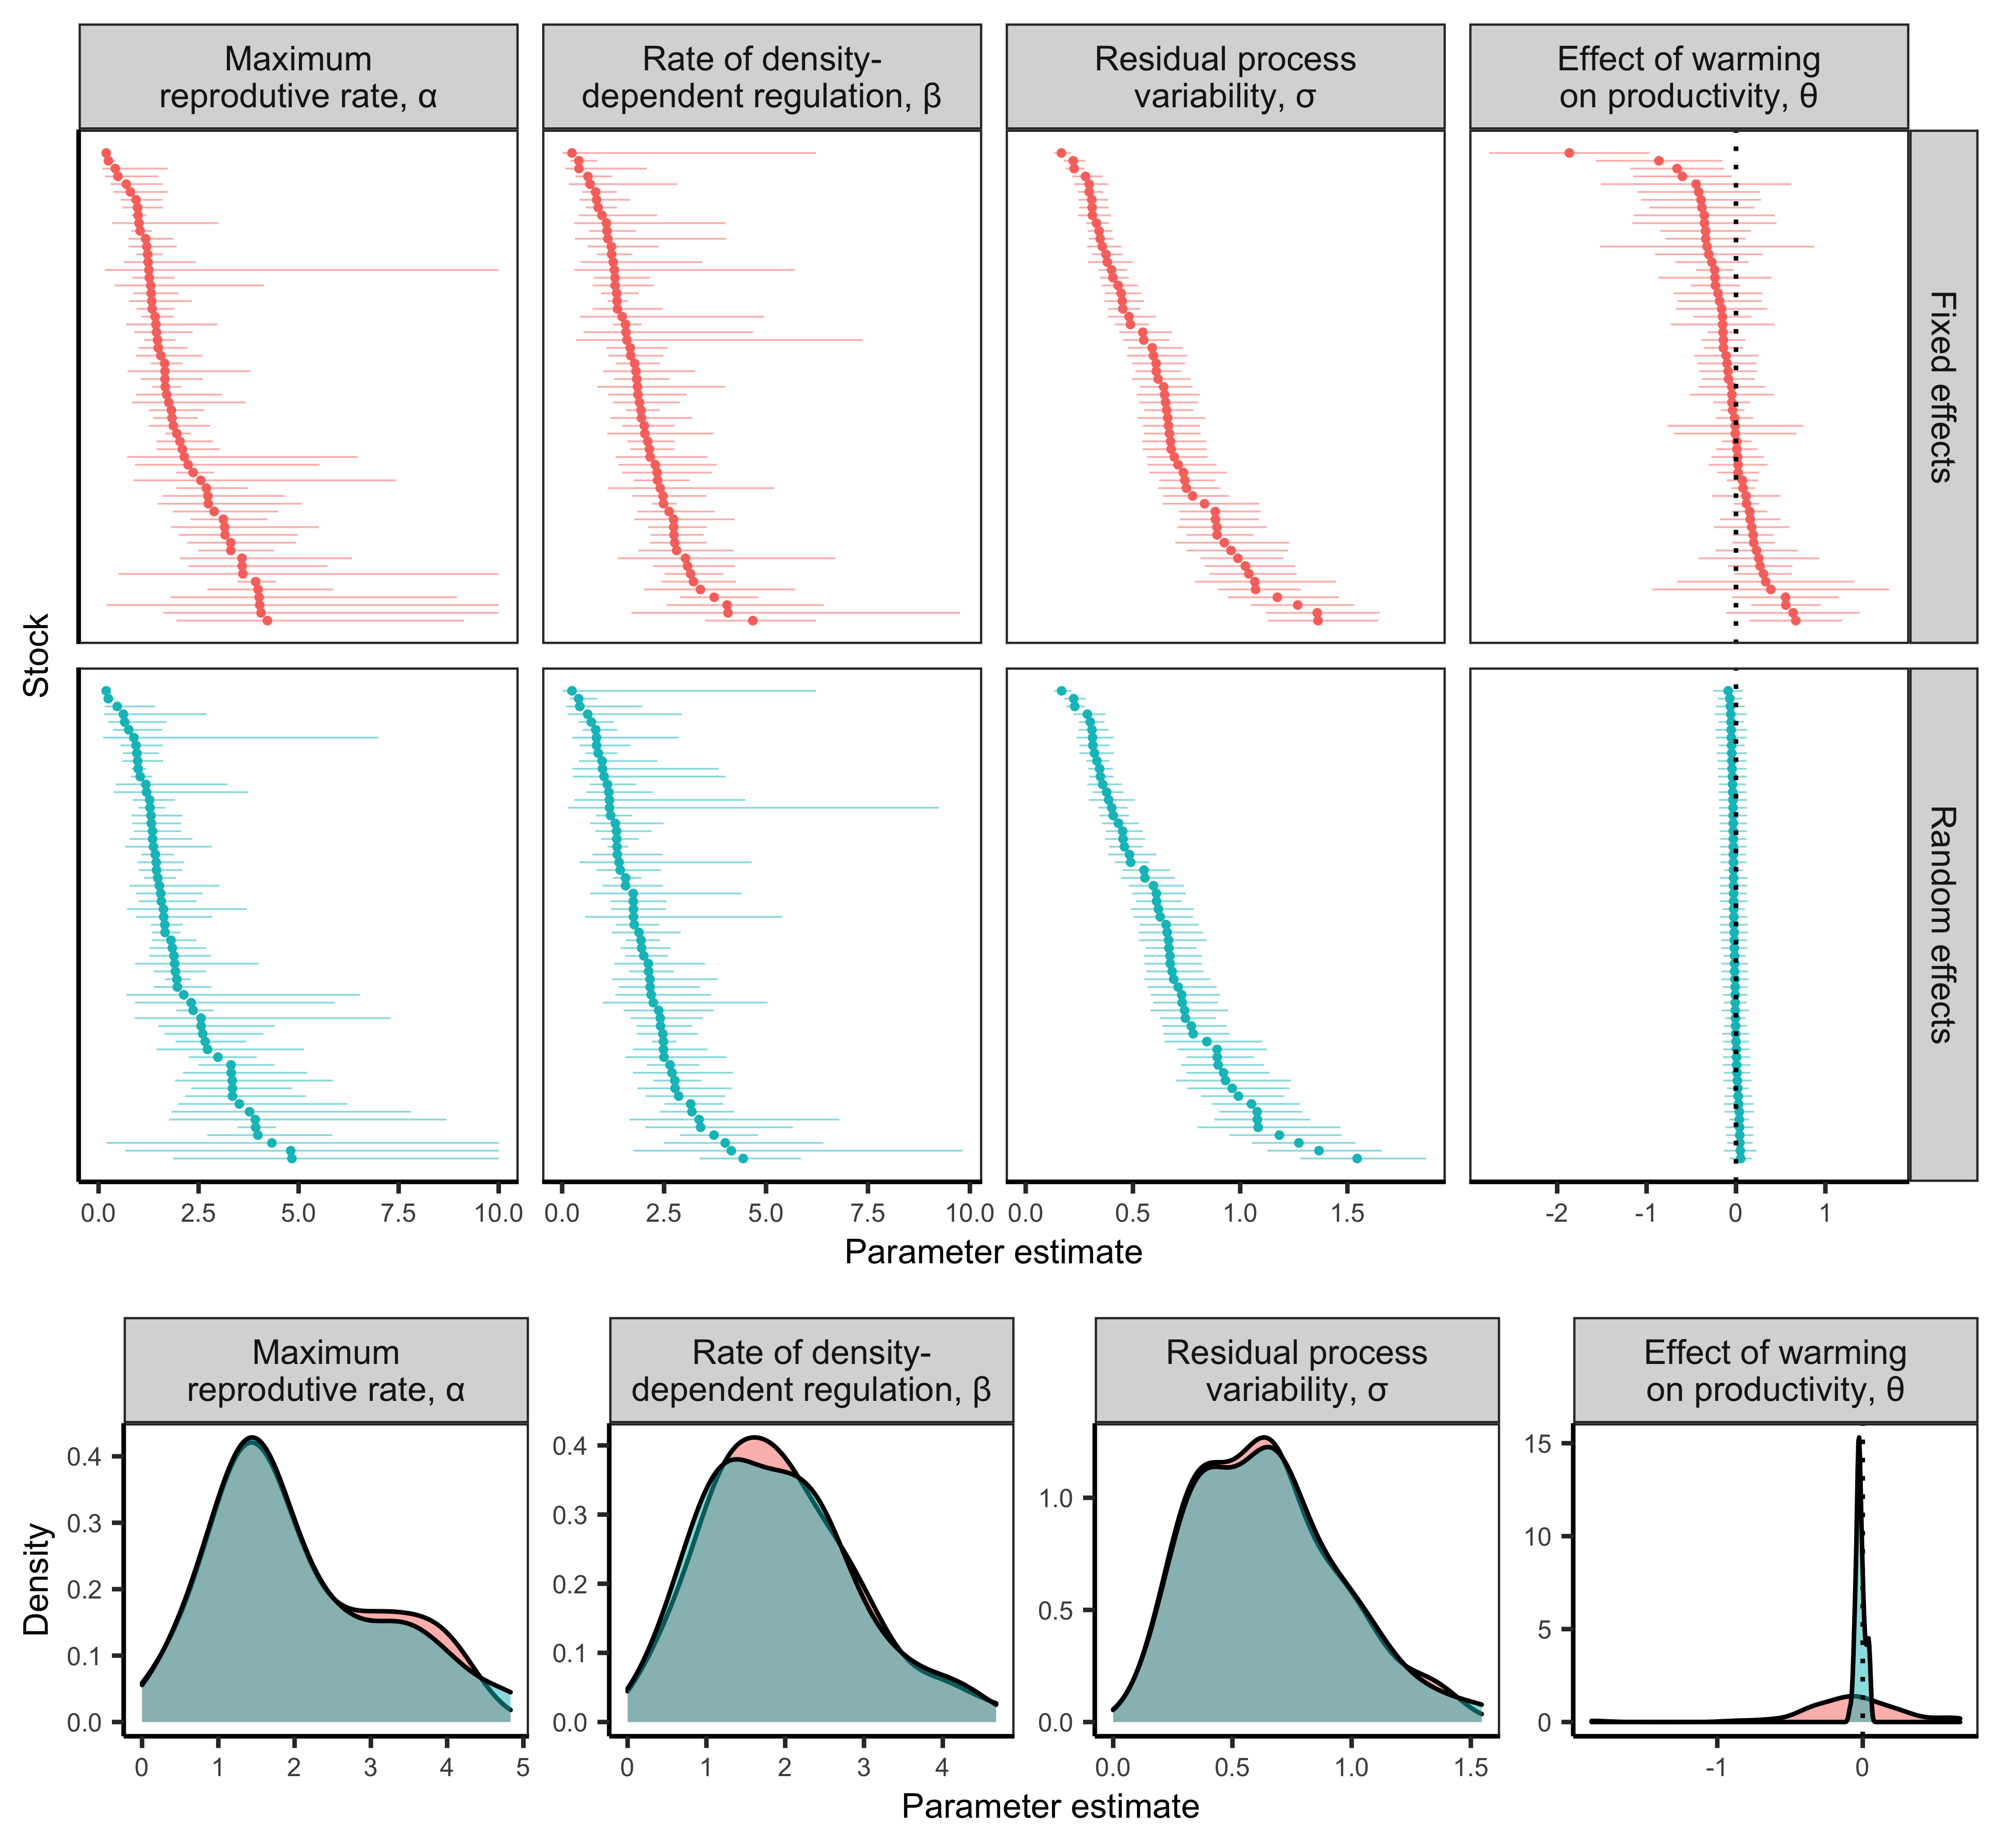 Maximum
reprodutive rate, α
Rate of density-
dependent regulation, β
Residual process
variability, σ
Effect of warming
on productivity, θ
Fixed effects
Random effects
Stock
0.0 2.5 5.0 7.5 10.0
0.0 2.5 5.0 7.5 10.0
0.0 0.5 1.0 1.5
-2 -1 0 1
Parameter estimate
Maximum
reprodutive rate, α
Rate of density-
dependent regulation, β
Residual process
variability, σ
Effect of warming
on productivity, θ
Density
0.4
0.3
0.2
0.1
0.0
0 1 2 3 4 5
0.4
0.3
0.2
0.1
0.0
0 1 2 3 4
1.0
0.5
0.0
0.0 0.5 1.0 1.5
15
10
5
0
-1 0
Parameter estimate